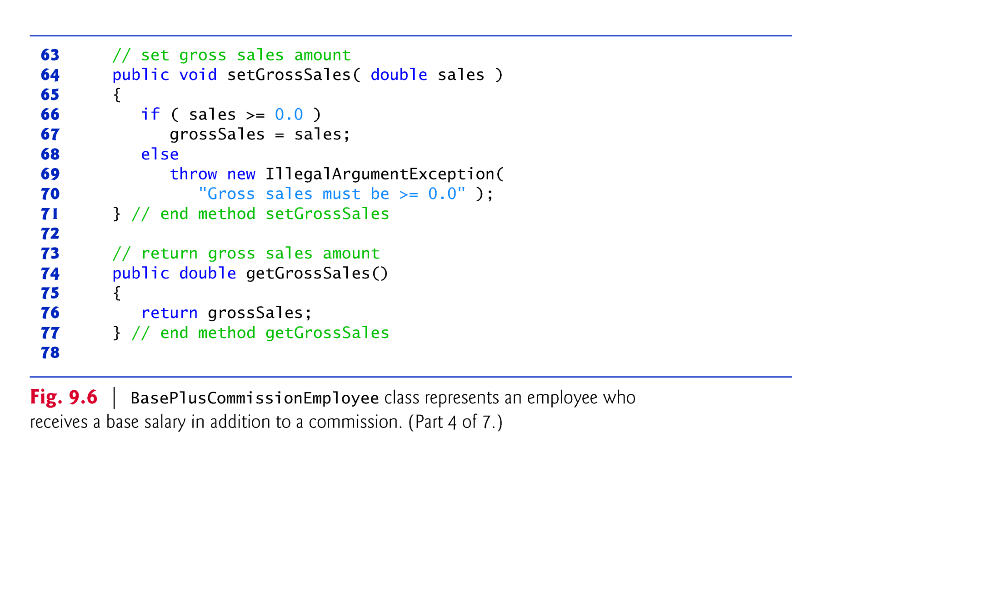 63 // set gross sales amount
64 public void setGrossSales( double sales )
65 {
66 if ( sales >= 0.0 )
67 grossSales = sales;
68 else
69 throw new IllegalArgumentException(
70 "Gross sales must be >= 0.0" );
71 } // end method setGrossSales
72
73 // return gross sales amount
74 public double getGrossSales()
75 {
76 return grossSales;
77 } // end method getGrossSales
78
Fig. 9.6 | BasePlusCommissionEmployee class represents an employee who
receives a base salary in addition to a commission. (Part 4 of 7.)